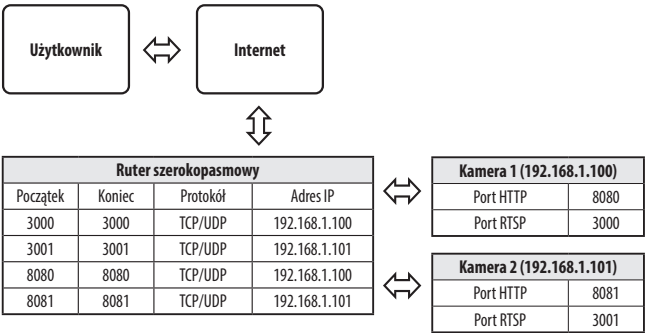 Użytkownik
Internet
Ruter szerokopasmowy
Początek Koniec Protokół Adres IP
3000 3000 TCP/UDP 192.168.1.100
3001 3001 TCP/UDP 192.168.1.101
8080 8080 TCP/UDP 192.168.1.100
8081 8081 TCP/UDP 192.168.1.101
Kamera 1 (192.168.1.100)
Port HTTP 8080
Port RTSP 3000
Kamera 2 (192.168.1.101)
Port HTTP 8081
Port RTSP 3001